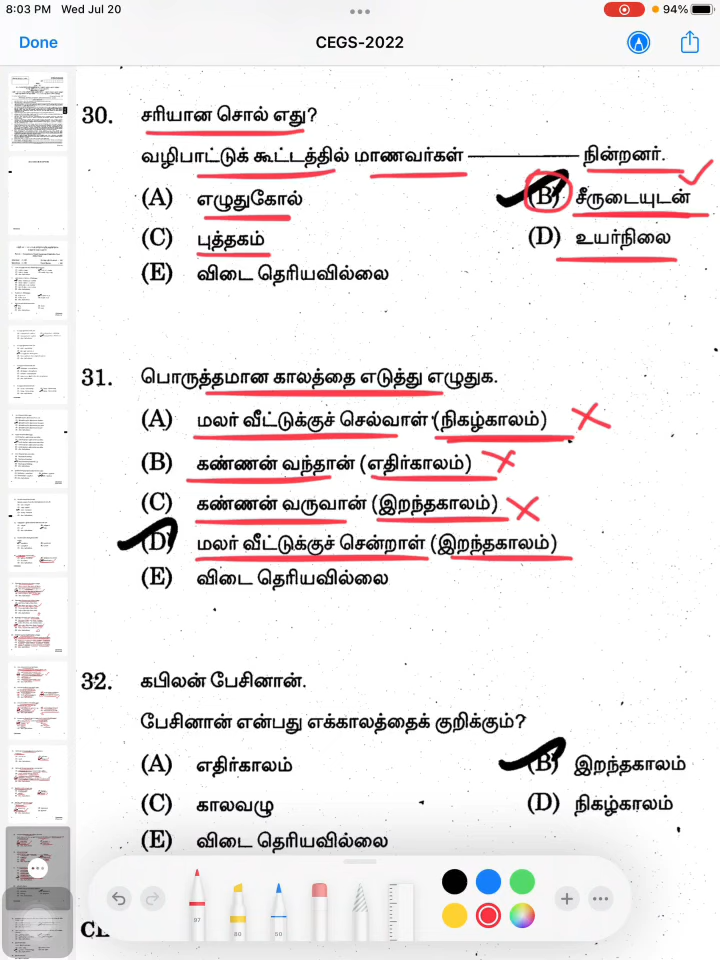 8:03 PM Wed Jul 20
94%
Done
CEGS-2022
30. சரியான சொல் எது?
வழிபாட்டுக் கூட்டத்தில் மாணவர்கள் ———— நின்றனர்.
(A) எழுதுகோல் (B) சீருடையுடன்
(C) புத்தகம் (D) உயர்நிலை
(E) விடை தெரியவில்லை
31. பொருத்தமான காலத்தை எடுத்து எழுதுக.
(A) மலர் வீட்டுக்குச் செல்வாள் (நிகழ்காலம்)
(B) கண்ணன் வந்தான் (எதிர்காலம்)
(C) கண்ணன் வருவான் (இறந்தகாலம்)
(D) மலர் வீட்டுக்குச் சென்றாள் (இறந்தகாலம்)
(E) விடை தெரியவில்லை
32. கபிலன் பேசினான்.
பேசினான் என்பது எக்காலத்தைக் குறிக்கும்?
(A) எதிர்காலம் (B) இறந்தகாலம்
(C) காலவழு (D) நிகழ்காலம்
(E) விடை தெரியவில்லை
97 80 50